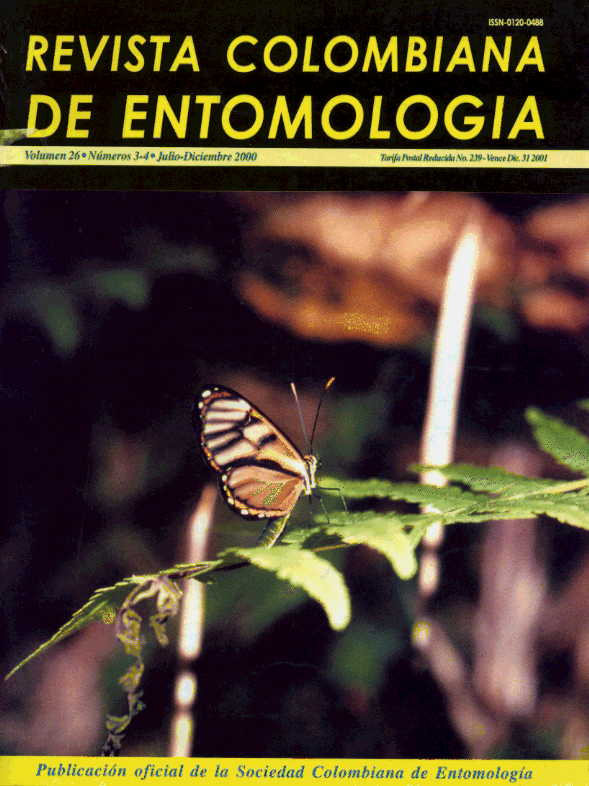 ISSN-0120-0488
REVISTA COLOMBIANA
DE ENTOMOLOGIA
Volumen 26 • Números 3-4 • Julio-Diciembre 2000 Tarifa Postal Reducida No. 239 - Vence Dic. 31 2001
Publicación oficial de la Sociedad Colombiana de Entomología